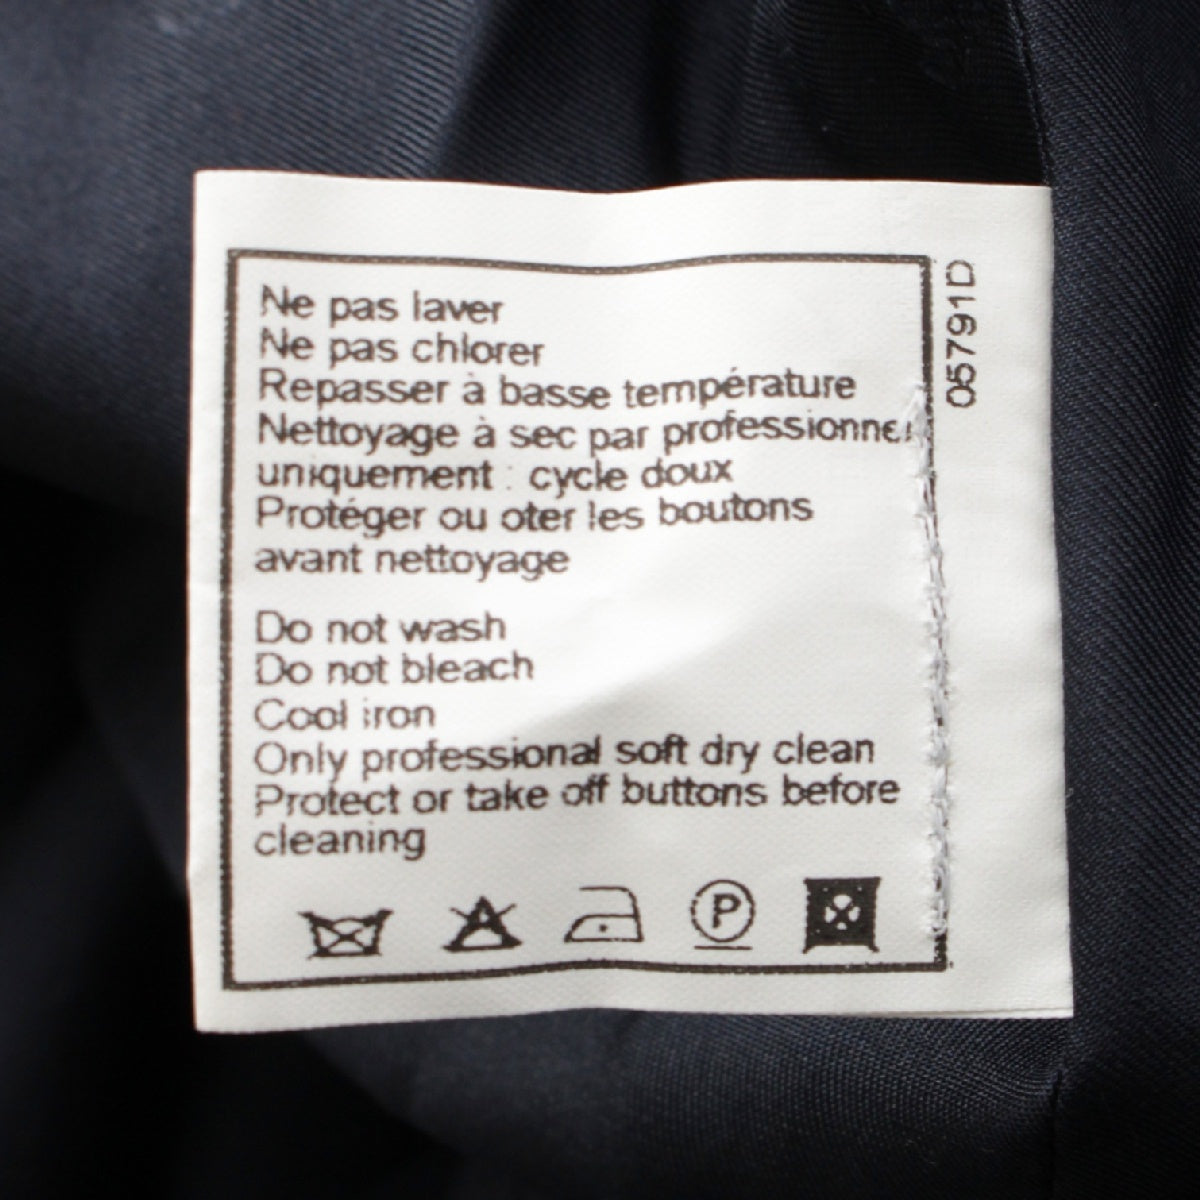 Ne pas laver
Ne pas chlorer
Repasser à basse température
Nettoyage à sec par professionnel
uniquement : cycle doux
Protéger ou oter les boutons
avant nettoyage
Do not wash
Do not bleach
Cool iron
Only professional soft dry clean
Protect or take off buttons before
cleaning
P
05791D